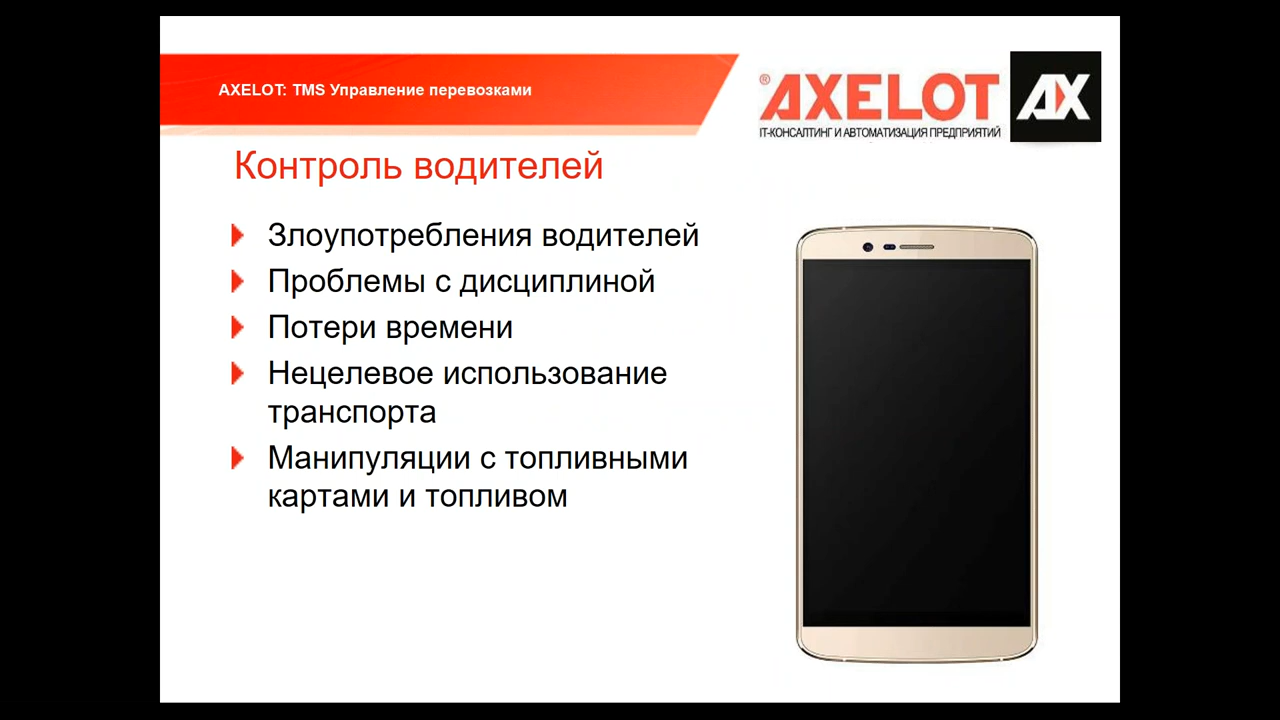 AXELOT: TMS Управление перевозками
® AXELOT AX
IT-КОНСАЛТИНГ И АВТОМАТИЗАЦИЯ ПРЕДПРИЯТИЙ
Контроль водителей
Злоупотребления водителей
Проблемы с дисциплиной
Потери времени
Нецелевое использование
транспорта
Манипуляции с топливными
картами и топливом